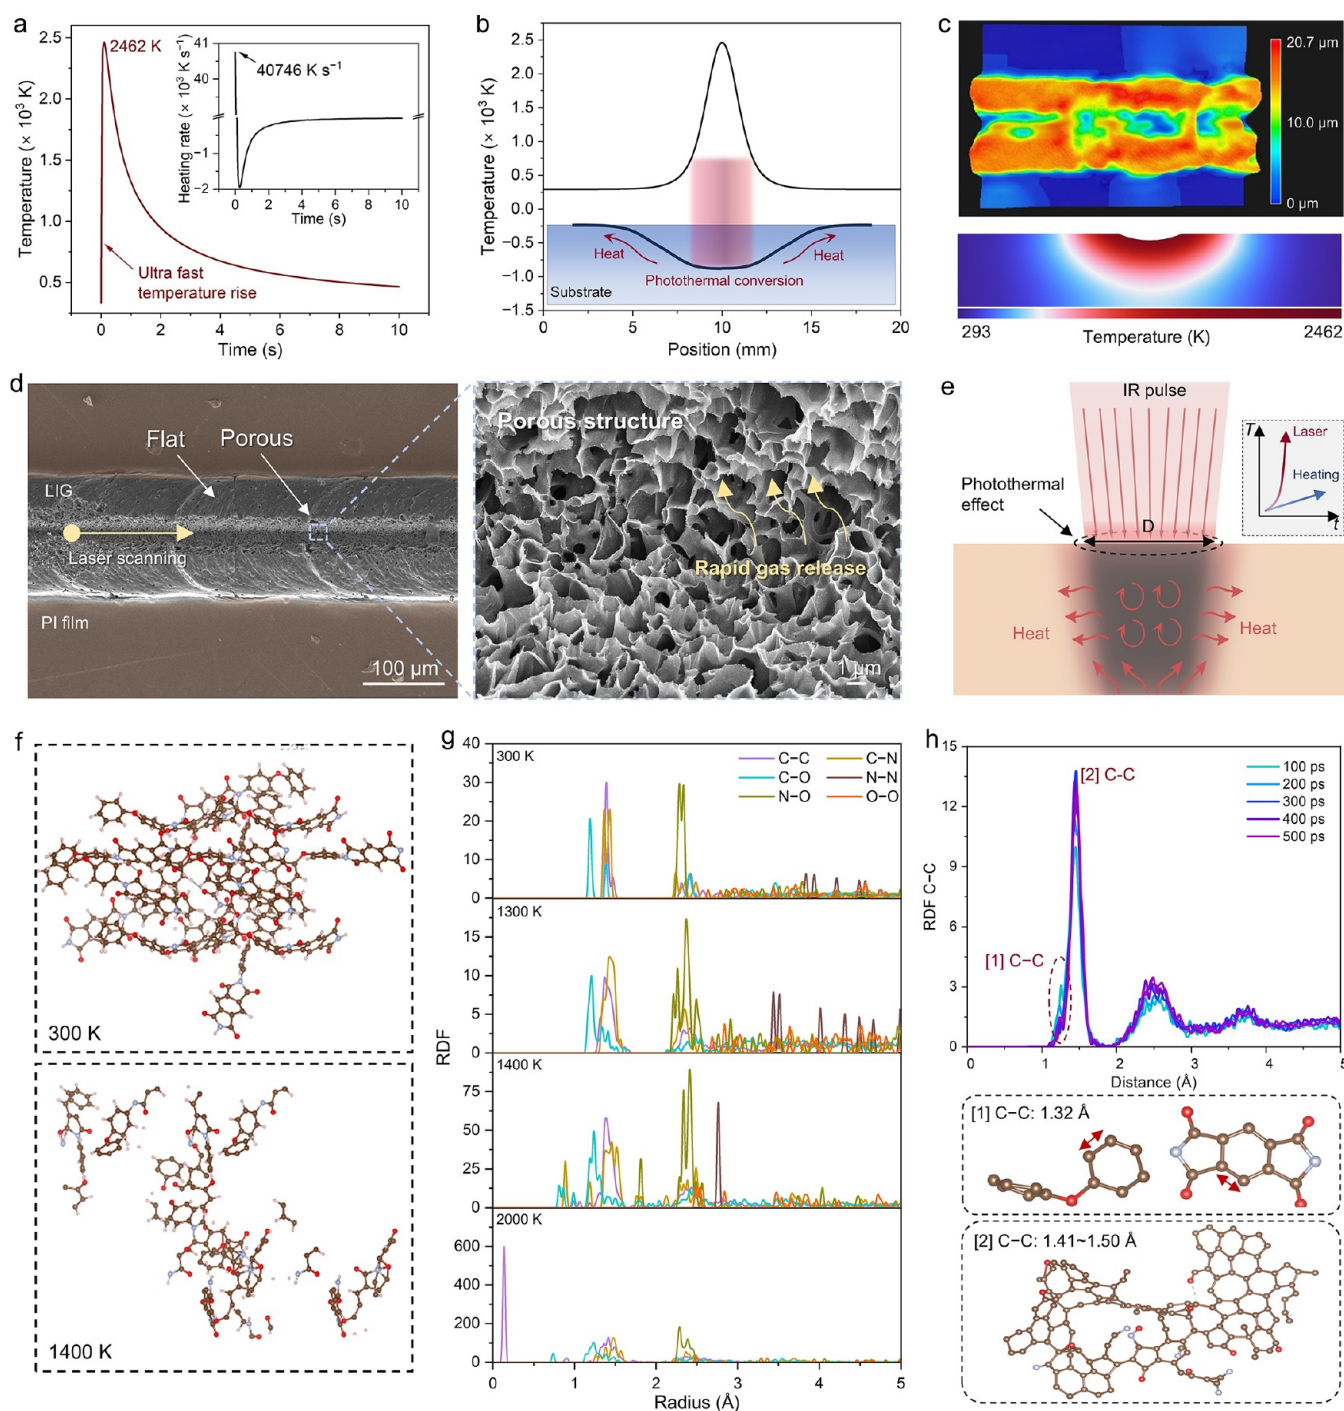 a
2462 K
Ultra fast
temperature rise
Temperature (× 10³ K)
2.5
2.0
1.5
1.0
0.5
0 2 4 6 8 10
Time (s)
40746 K s⁻¹
Heating rate (× 10³ K s⁻¹)
41
40
−1
−2
0 2 4 6 8 10
Time (s)
b
Temperature (× 10³ K)
2.5
2.0
1.5
1.0
0.5
0.0
−0.5
−1.0
−1.5
Heat
Heat
Photothermal conversion
Substrate
0 5 10 15 20
Position (mm)
c
20.7 μm
10.0 μm
0 μm
293 Temperature (K) 2462
d
Flat Porous
LIG
Laser scanning
PI film
100 μm
Porous structure
Rapid gas release
1 μm
e
IR pulse
T
Laser
Heating
t
Photothermal
effect
D
Heat
Heat
f
300 K
1400 K
g
RDF
300 K
C−C C−N
C−O N−N
N−O O−O
40
30
20
10
0
1300 K
20
15
10
5
0
1400 K
75
50
25
0
2000 K
600
400
200
0
0 1 2 3 4 5
Radius (Å)
h
RDF C−C
15
12
9
6
3
0
[2] C−C
[1] C−C
100 ps
200 ps
300 ps
400 ps
500 ps
0 1 2 3 4 5
Distance (Å)
[1] C−C: 1.32 Å
[2] C−C: 1.41~1.50 Å